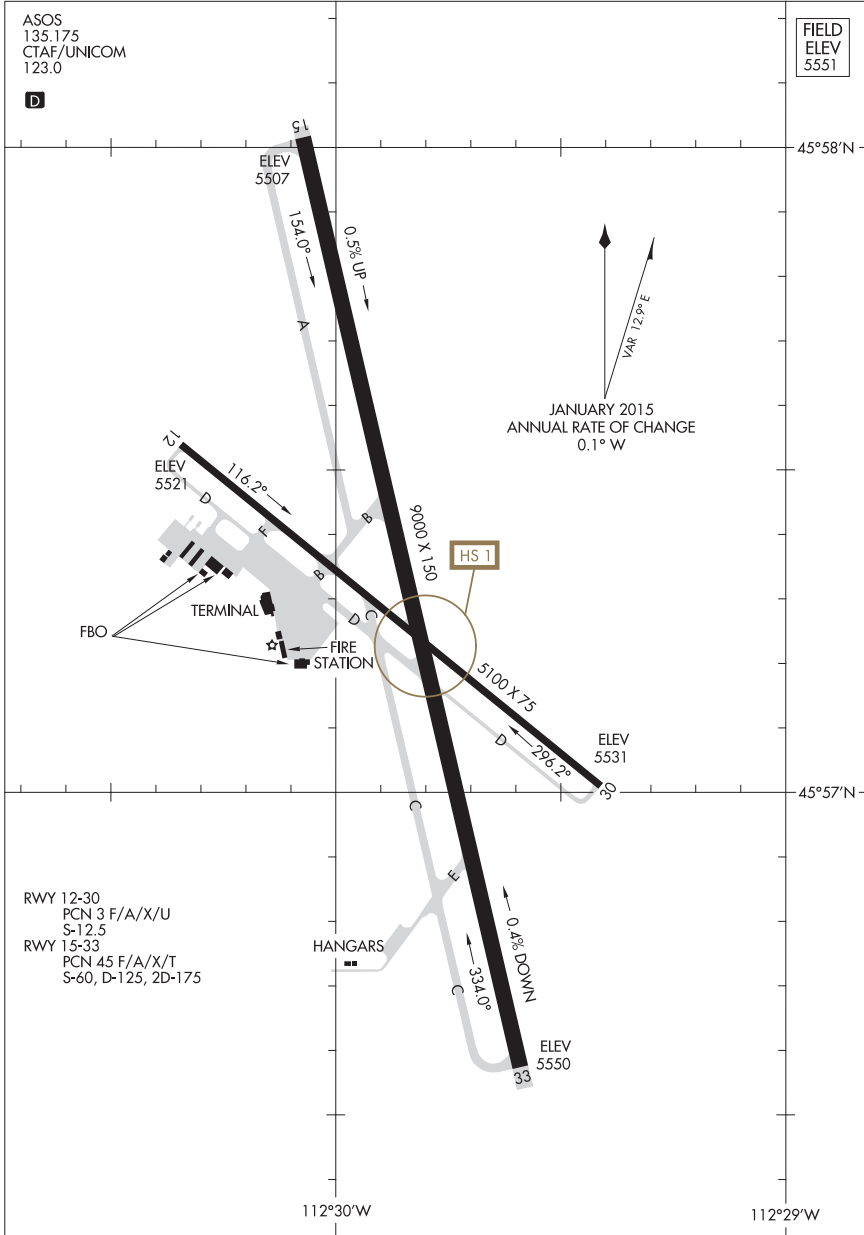 ASOS
135.175
CTAF/UNICOM
123.0
D
FIELD
ELEV
5551
15
45°58'N
ELEV
5507
154.0°
0.5% UP
A
VAR 12.9° E
JANUARY 2015
ANNUAL RATE OF CHANGE
0.1° W
12
ELEV
5521
116.2°
D
F
B
9000 X 150
HS 1
B
D
C
TERMINAL
FBO
FIRE
STATION
5100 X 75
D
296.2°
ELEV
5531
30
45°57'N
C
E
RWY 12-30
PCN 3 F/A/X/U
S-12.5
RWY 15-33
PCN 45 F/A/X/T
S-60, D-125, 2D-175
HANGARS
0.4% DOWN
334.0°
C
ELEV
5550
33
112°30'W
112°29'W